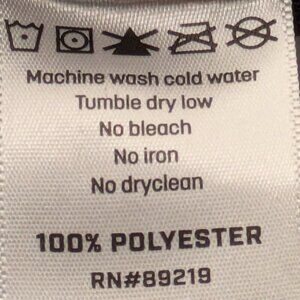 Machine wash cold water
Tumble dry low
No bleach
No iron
No dryclean
100% POLYESTER
RN#89219